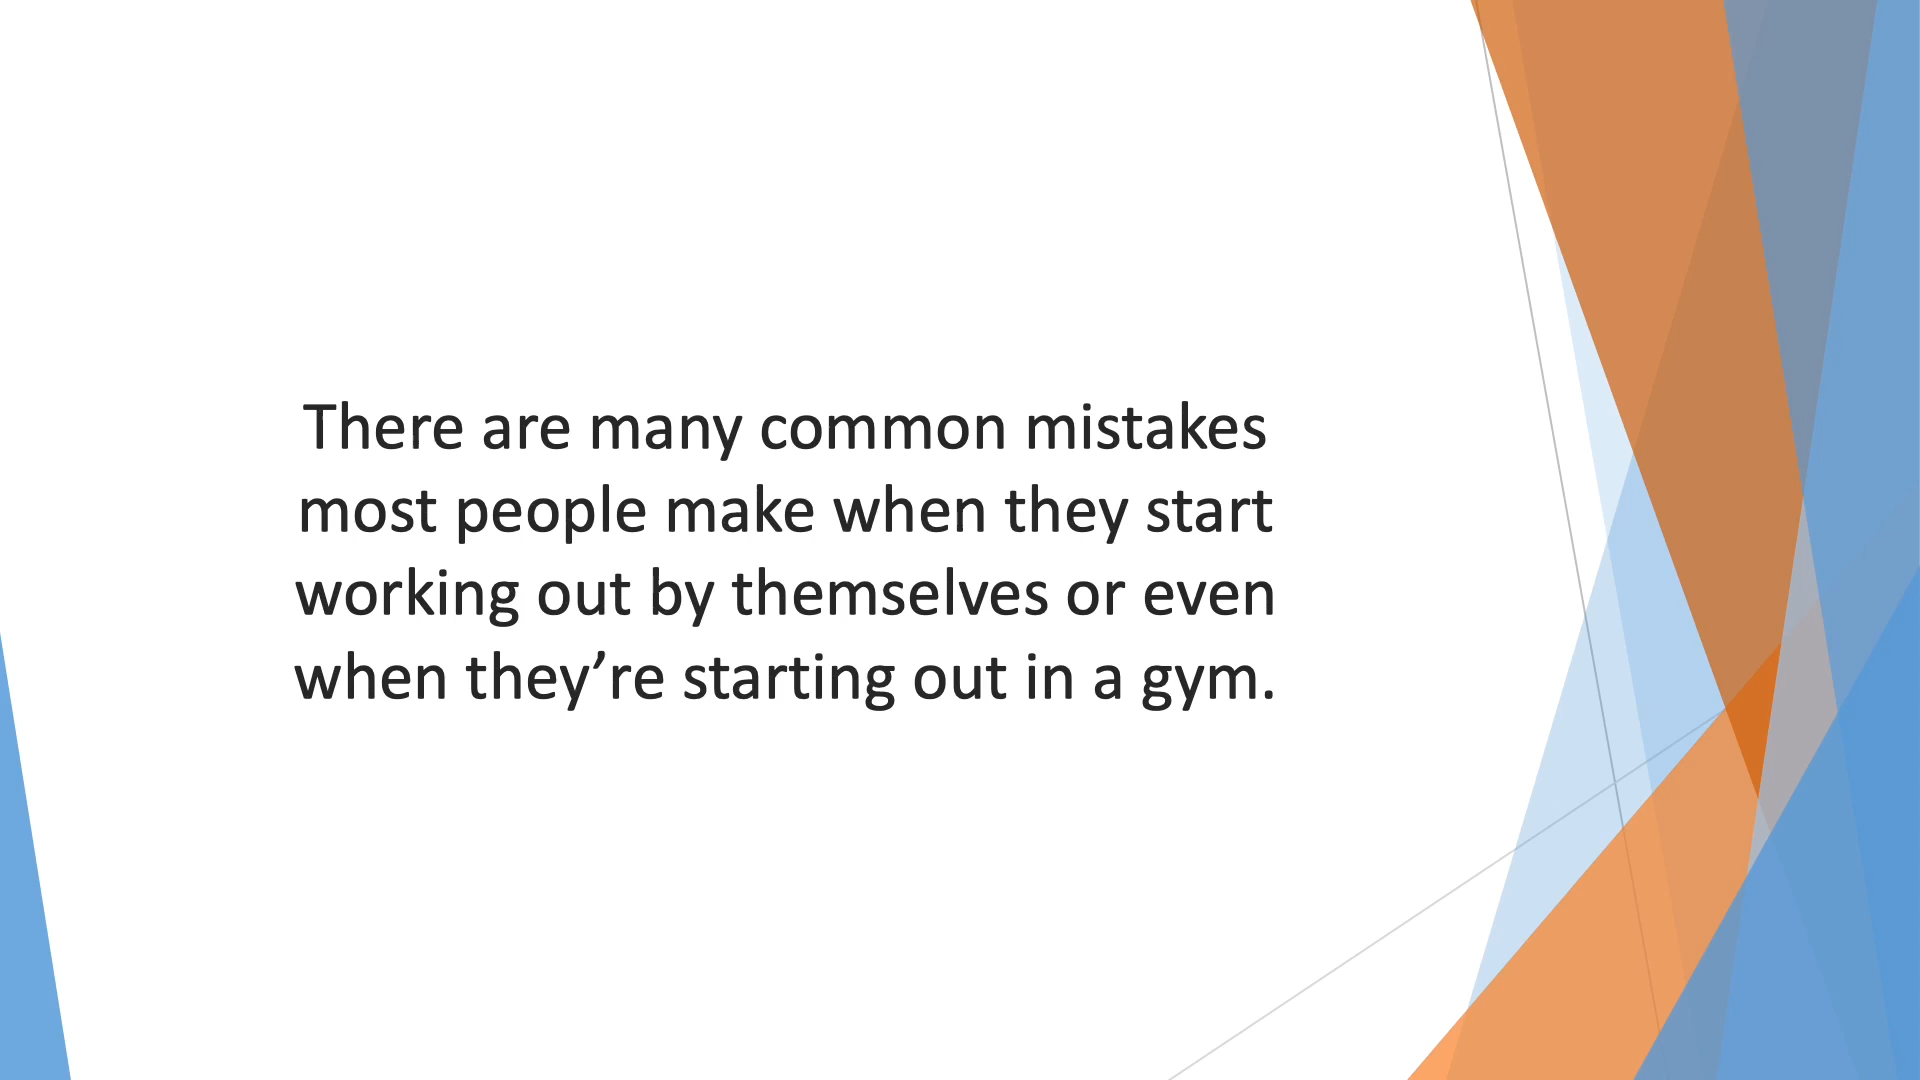 There are many common mistakes
most people make when they start
working out by themselves or even
when they’re starting out in a gym.